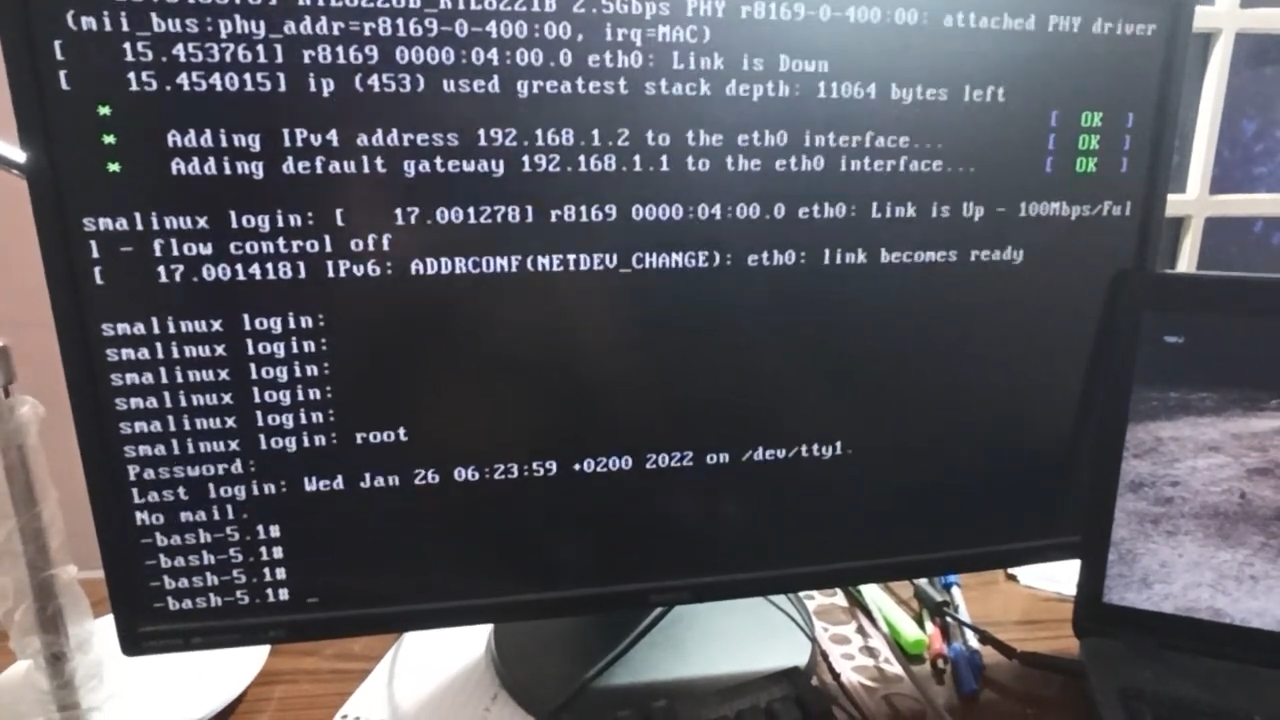 RTL8226B_RTL8221B 2.5Gbps PHY r8169-0-400:00: attached PHY driver
(mii_bus:phy_addr=r8169-0-400:00, irq=MAC)
[   15.453761] r8169 0000:04:00.0 eth0: Link is Down
[   15.454015] ip (453) used greatest stack depth: 11064 bytes left
* [ OK ]
* Adding IPv4 address 192.168.1.2 to the eth0 interface... [ OK ]
* Adding default gateway 192.168.1.1 to the eth0 interface... [ OK ]
smalinux login: [   17.001278] r8169 0000:04:00.0 eth0: Link is Up - 100Mbps/Ful
l - flow control off
[   17.001418] IPv6: ADDRCONF(NETDEV_CHANGE): eth0: link becomes ready
smalinux login:
smalinux login:
smalinux login:
smalinux login:
smalinux login:
smalinux login: root
Password:
Last login: Wed Jan 26 06:23:59 +0200 2022 on /dev/tty1.
No mail.
-bash-5.1#
-bash-5.1#
-bash-5.1#
-bash-5.1# _